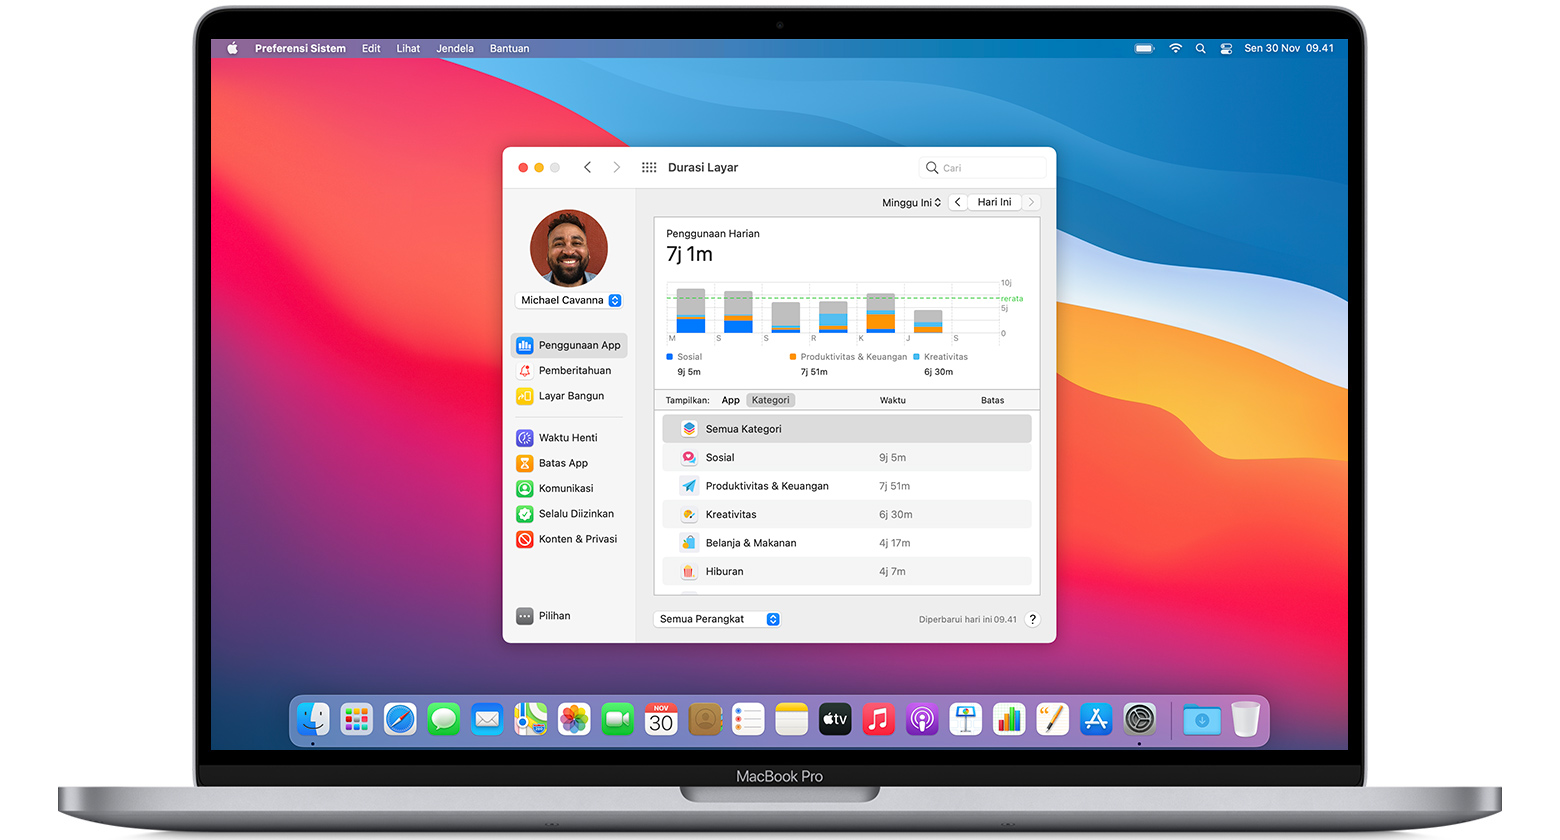 Preferensi Sistem Edit Lihat Jendela Bantuan Sen 30 Nov 09.41
Durasi Layar Cari
Minggu Ini Hari Ini
Michael Cavanna
Penggunaan App
Pemberitahuan
Layar Bangun
Waktu Henti
Batas App
Komunikasi
Selalu Diizinkan
Konten & Privasi
Pilihan
Penggunaan Harian
7j 1m
10j
rerata
5j
0
M S S R K J S
Sosial Produktivitas & Keuangan Kreativitas
9j 5m 7j 51m 6j 30m
Tampilkan: App Kategori Waktu Batas
Semua Kategori
Sosial 9j 5m
Produktivitas & Keuangan 7j 51m
Kreativitas 6j 30m
Belanja & Makanan 4j 17m
Hiburan 4j 7m
Semua Perangkat Diperbarui hari ini 09.41 ?
NOV
30
tv
MacBook Pro